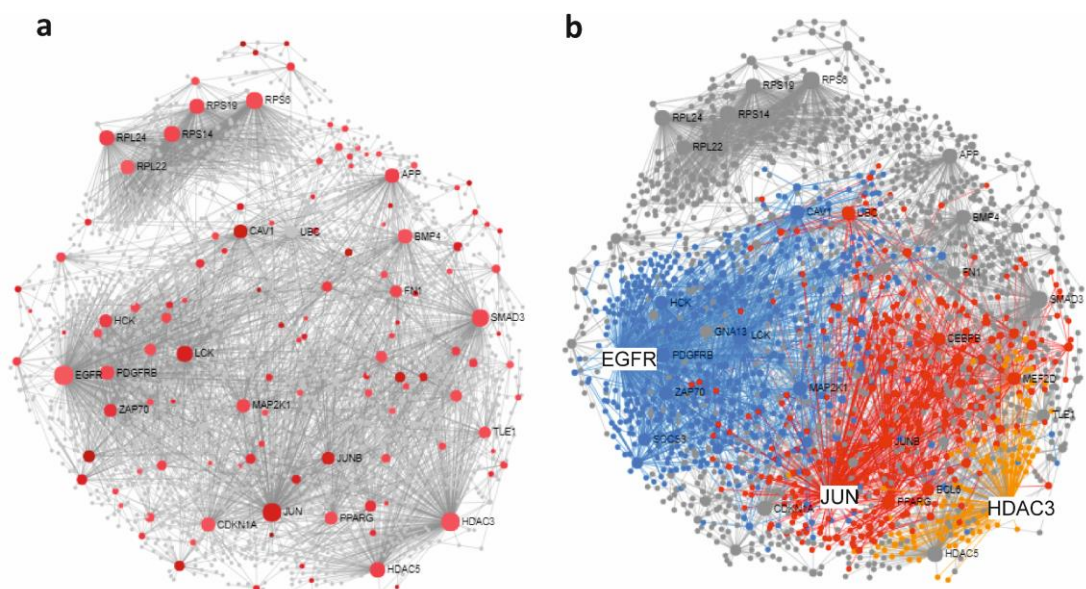 a
RPS19
RPS6
RPL24
RPS14
RPL22
APP
CAV1
UBC
BMP4
FN1
HCK
SMAD3
LCK
EGFR
PDGFRB
ZAP70
MAP2K1
TLE1
JUNB
JUN
CDKN1A
PPARG
HDAC3
HDAC5
b
RPS19
RPS6
RPL24
RPS14
RPL22
APP
CAV1
UBC
BMP4
FN1
HCK
SMAD3
GNA13
LCK
CEBPB
EGFR
PDGFRB
MEF2D
ZAP70
MAP2K1
TLE1
SOCS3
JUNB
BCL6
JUN
PPARG
CDKN1A
HDAC3
HDAC5